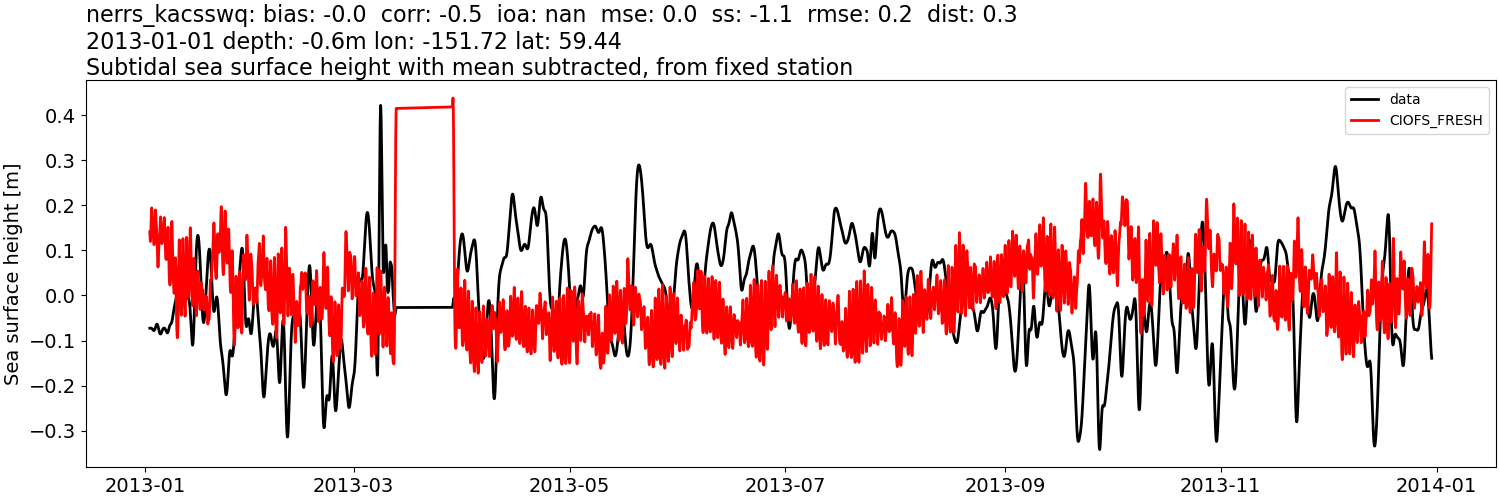 nerrs_kacsswq: bias: -0.0  corr: -0.5  ioa: nan  mse: 0.0  ss: -1.1  rmse: 0.2  dist: 0.3
2013-01-01 depth: -0.6m lon: -151.72 lat: 59.44
Subtidal sea surface height with mean subtracted, from fixed station
data
CIOFS_FRESH
Sea surface height [m]
0.4
0.3
0.2
0.1
0.0
−0.1
−0.2
−0.3
2013-01
2013-03
2013-05
2013-07
2013-09
2013-11
2014-01